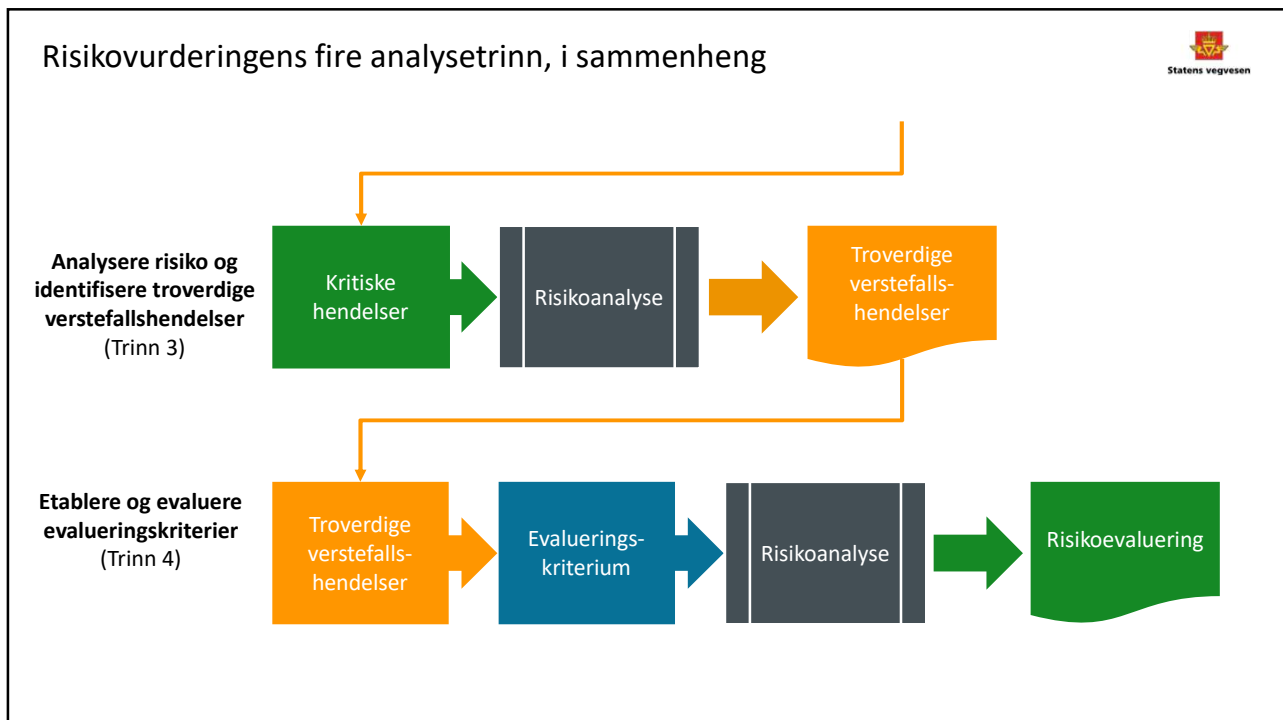 Risikovurderingens fire analysetrinn, i sammenheng
Statens vegvesen
Analysere risiko og
identifisere troverdige
verstefallshendelser
(Trinn 3)
Kritiske
hendelser
Risikoanalyse
Troverdige
verstefalls-
hendelser
Etablere og evaluere
evalueringskriterier
(Trinn 4)
Troverdige
verstefalls-
hendelser
Evaluerings-
kriterium
Risikoanalyse
Risikoevaluering